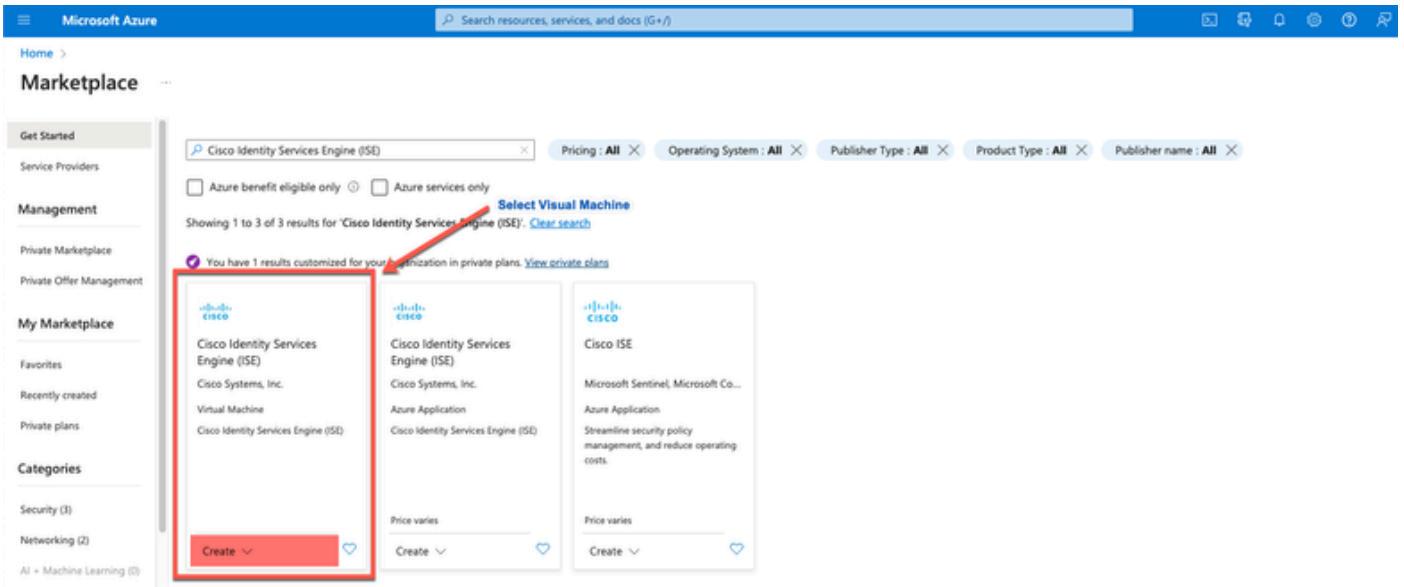 Microsoft Azure
Search resources, services, and docs (G+/)
Home >
Marketplace ...
Get Started
Service Providers
Management
Private Marketplace
Private Offer Management
My Marketplace
Favorites
Recently created
Private plans
Categories
Security (3)
Networking (2)
AI + Machine Learning (0)
Cisco Identity Services Engine (ISE)
Pricing : All
Operating System : All
Publisher Type : All
Product Type : All
Publisher name : All
Azure benefit eligible only
Azure services only
Select Visual Machine
Showing 1 to 3 of 3 results for 'Cisco Identity Services Engine (ISE)'. Clear search
You have 1 results customized for your organization in private plans. View private plans
CISCO
Cisco Identity Services
Engine (ISE)
Cisco Systems, Inc.
Virtual Machine
Cisco Identity Services Engine (ISE)
Create
CISCO
Cisco Identity Services
Engine (ISE)
Cisco Systems, Inc.
Azure Application
Cisco Identity Services Engine (ISE)
Price varies
Create
CISCO
Cisco ISE
Microsoft Sentinel, Microsoft Co...
Azure Application
Streamline security policy
management, and reduce operating
costs.
Price varies
Create